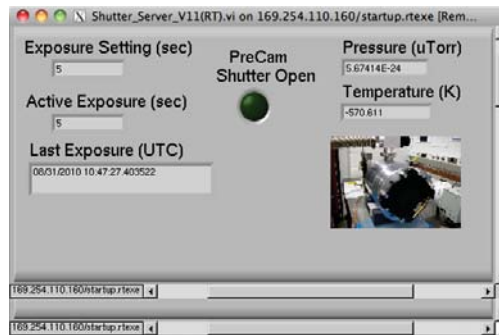 Shutter_Server_V11(RT).vi on 169.254.110.160/startup.rtexe [Rem...
Exposure Setting (sec)
5
PreCam
Shutter Open
Pressure (uTorr)
5.67414E-24
Active Exposure (sec)
5
Temperature (K)
-570.611
Last Exposure (UTC)
08/31/2010 10:47:27.403522
169.254.110.160/startup.rtexe
169.254.110.160/startup.rtexe